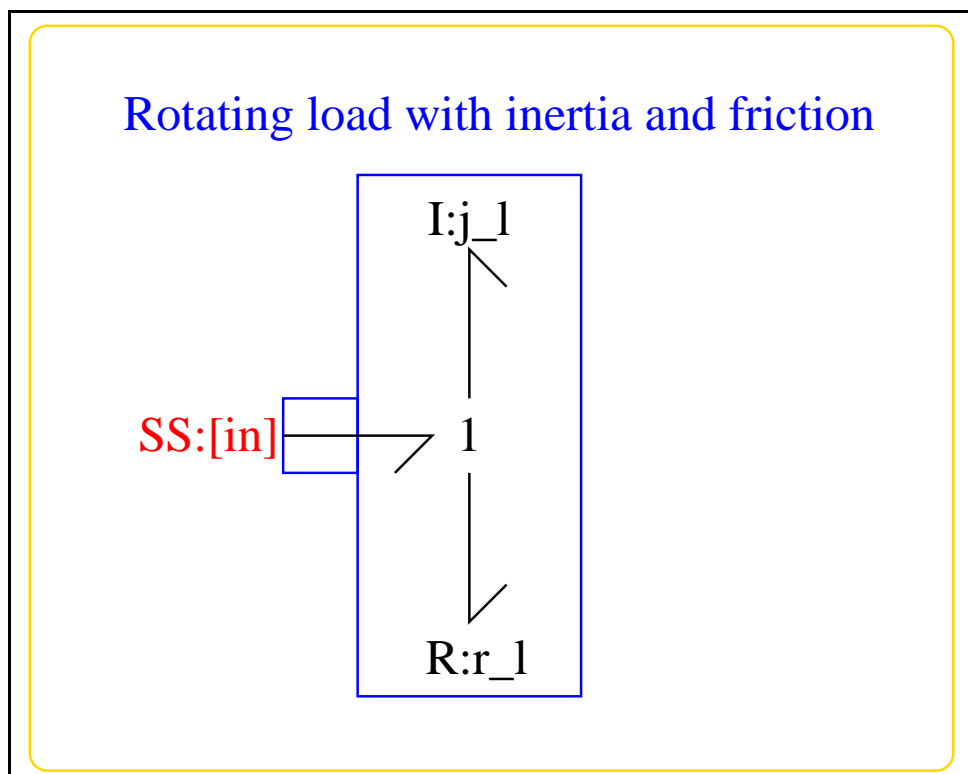 Rotating load with inertia and friction
I:j_l
SS:[in]
1
R:r_l